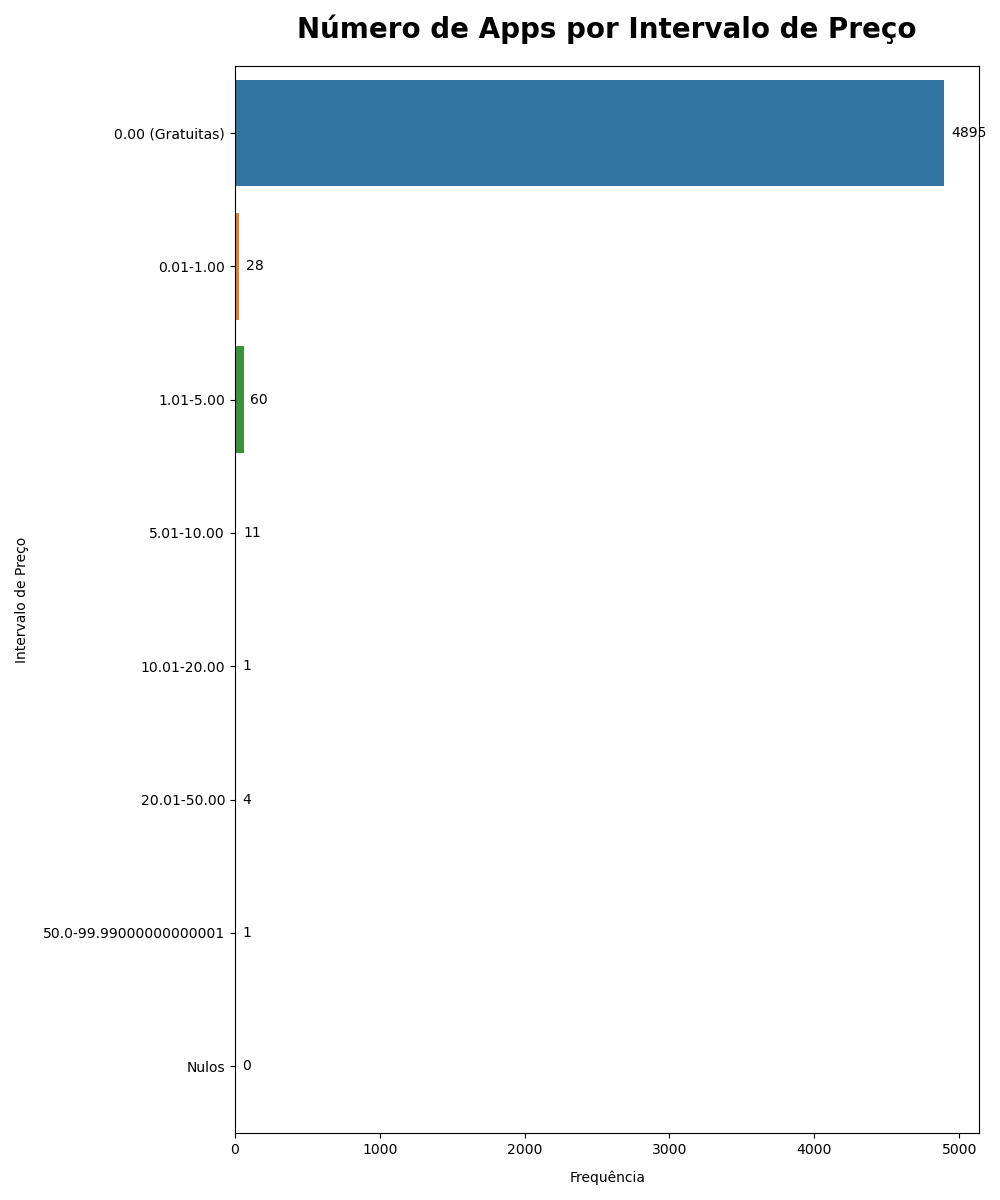 Número de Apps por Intervalo de Preço
0.00 (Gratuitas)
4895
0.01-1.00
28
1.01-5.00
60
5.01-10.00
11
10.01-20.00
1
20.01-50.00
4
50.0-99.99000000000001
1
Nulos
0
Intervalo de Preço
0 1000 2000 3000 4000 5000
Frequência